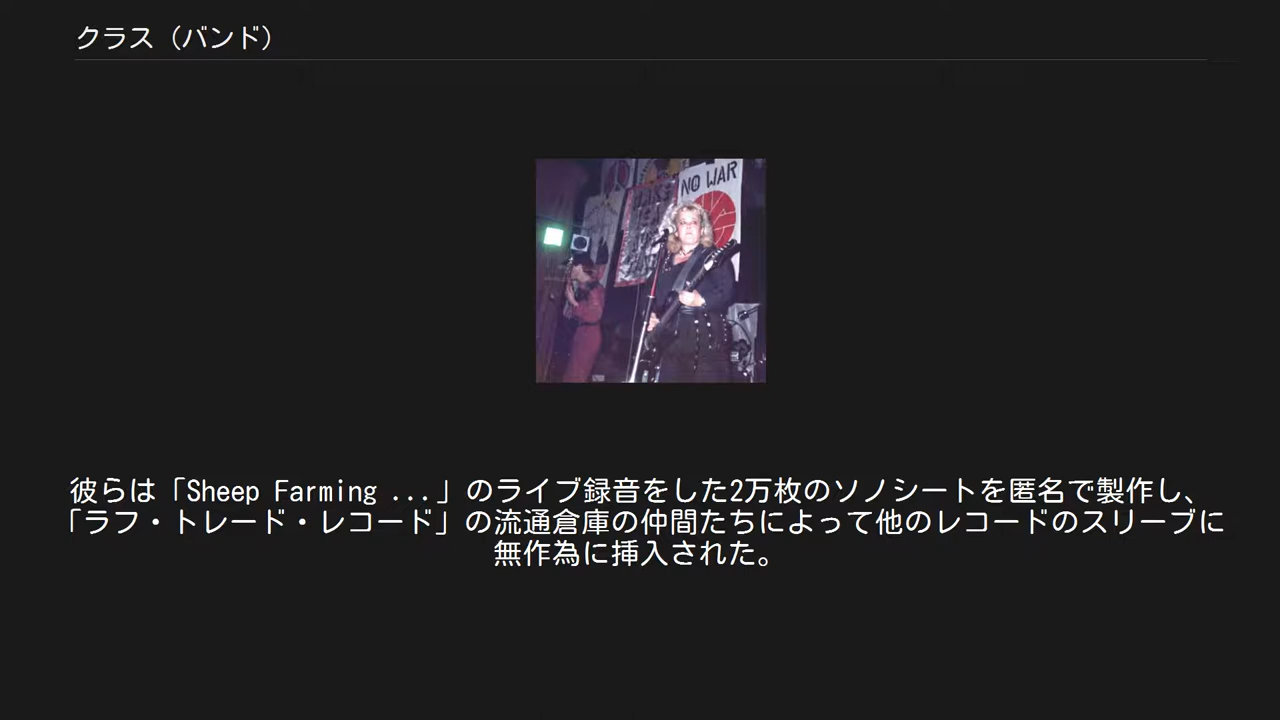 クラス（バンド）
NO WAR
彼らは「Sheep Farming ...」のライブ録音をした2万枚のソノシートを匿名で製作し、
「ラフ・トレード・レコード」の流通倉庫の仲間たちによって他のレコードのスリーブに
無作為に挿入された。